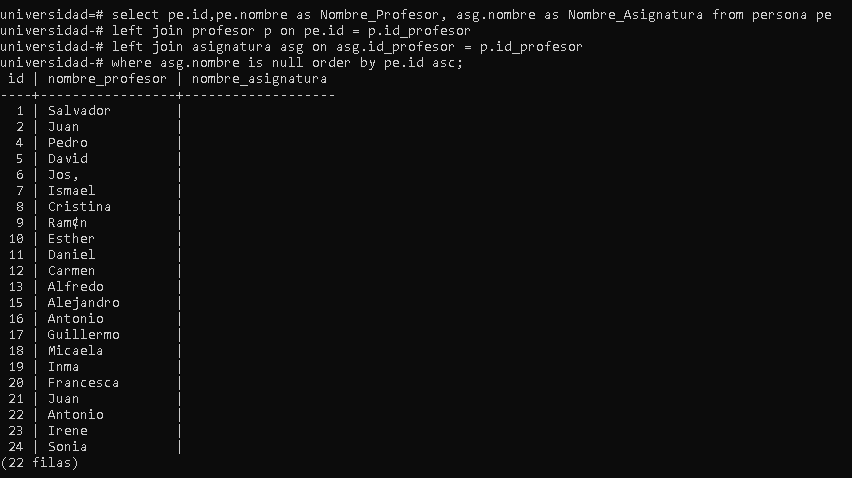 universidad=# select pe.id,pe.nombre as Nombre_Profesor, asg.nombre as Nombre_Asignatura from persona pe
universidad-# left join profesor p on pe.id = p.id_profesor
universidad-# left join asignatura asg on asg.id_profesor = p.id_profesor
universidad-# where asg.nombre is null order by pe.id asc;
 id | nombre_profesor | nombre_asignatura
----+-----------------+-------------------
  1 | Salvador        |
  2 | Juan            |
  4 | Pedro           |
  5 | David           |
  6 | Jos‚            |
  7 | Ismael          |
  8 | Cristina        |
  9 | Ram¢n           |
 10 | Esther          |
 11 | Daniel          |
 12 | Carmen          |
 13 | Alfredo         |
 15 | Alejandro       |
 16 | Antonio         |
 17 | Guillermo       |
 18 | Micaela         |
 19 | Inma            |
 20 | Francesca       |
 21 | Juan            |
 22 | Antonio         |
 23 | Irene           |
 24 | Sonia           |
(22 filas)